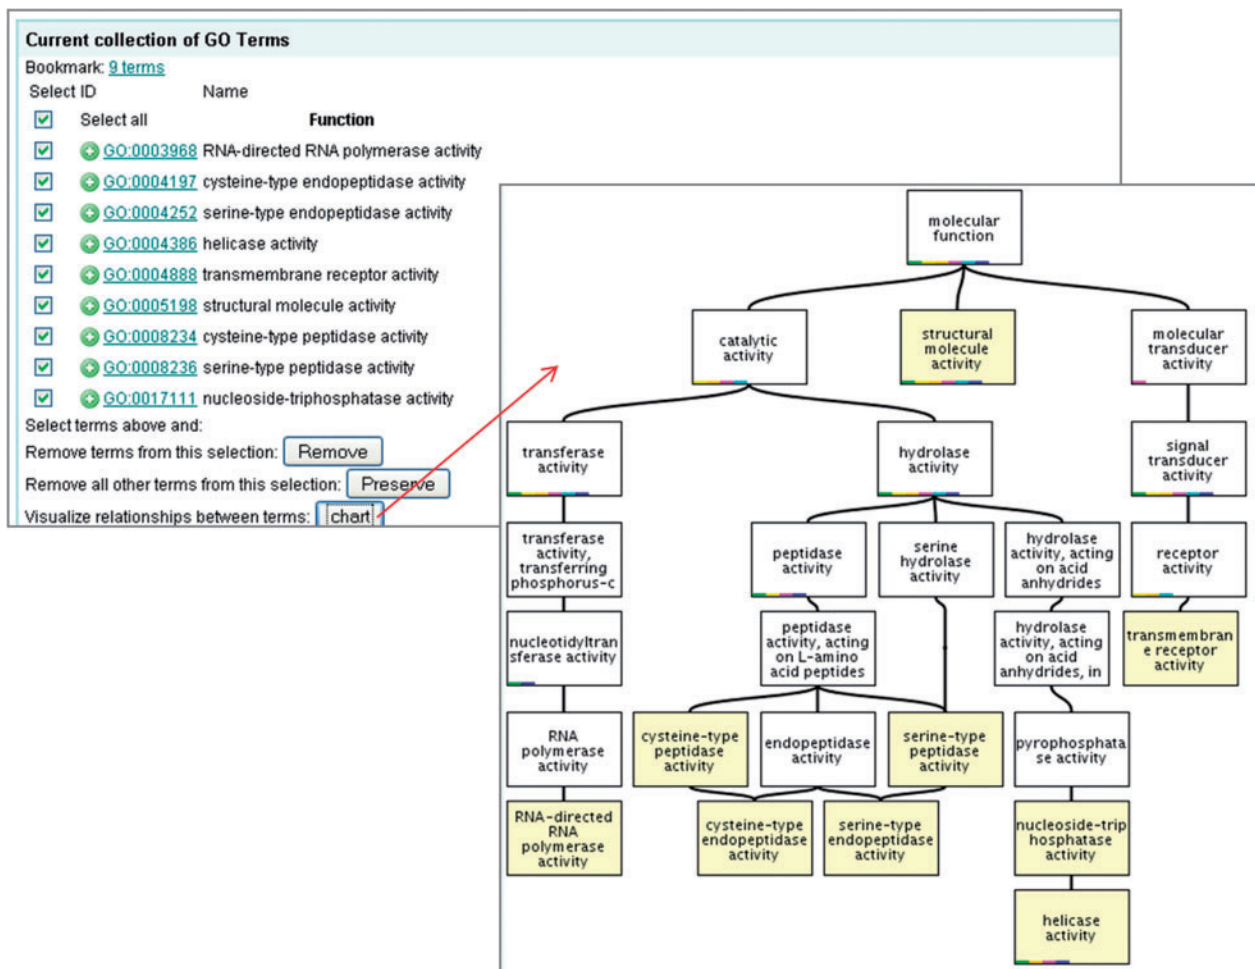 Current collection of GO Terms
Bookmark: 9 terms
Select ID Name
Select all Function
GO:0003968 RNA-directed RNA polymerase activity
GO:0004197 cysteine-type endopeptidase activity
GO:0004252 serine-type endopeptidase activity
GO:0004386 helicase activity
GO:0004888 transmembrane receptor activity
GO:0005198 structural molecule activity
GO:0008234 cysteine-type peptidase activity
GO:0008236 serine-type peptidase activity
GO:0017111 nucleoside-triphosphatase activity
Select terms above and:
Remove terms from this selection: Remove
Remove all other terms from this selection: Preserve
Visualize relationships between terms: chart
molecular
function
catalytic
activity
structural
molecule
activity
molecular
transducer
activity
transferase
activity
hydrolase
activity
signal
transducer
activity
transferase
activity,
transferring
phosphorus-c
peptidase
activity
serine
hydrolase
activity
hydrolase
activity, acting
on acid
anhydrides
receptor
activity
nucleotidyltran
sferase activity
peptidase
activity, acting
on L-amino
acid peptides
hydrolase
activity, acting
on acid
anhydrides, in
transmembran
e receptor
activity
RNA
polymerase
activity
cysteine-type
peptidase
activity
endopeptidase
activity
serine-type
peptidase
activity
pyrophosphata
se activity
RNA-directed
RNA
polymerase
activity
cysteine-type
endopeptidase
activity
serine-type
endopeptidase
activity
nucleoside-trip
hosphatase
activity
helicase
activity